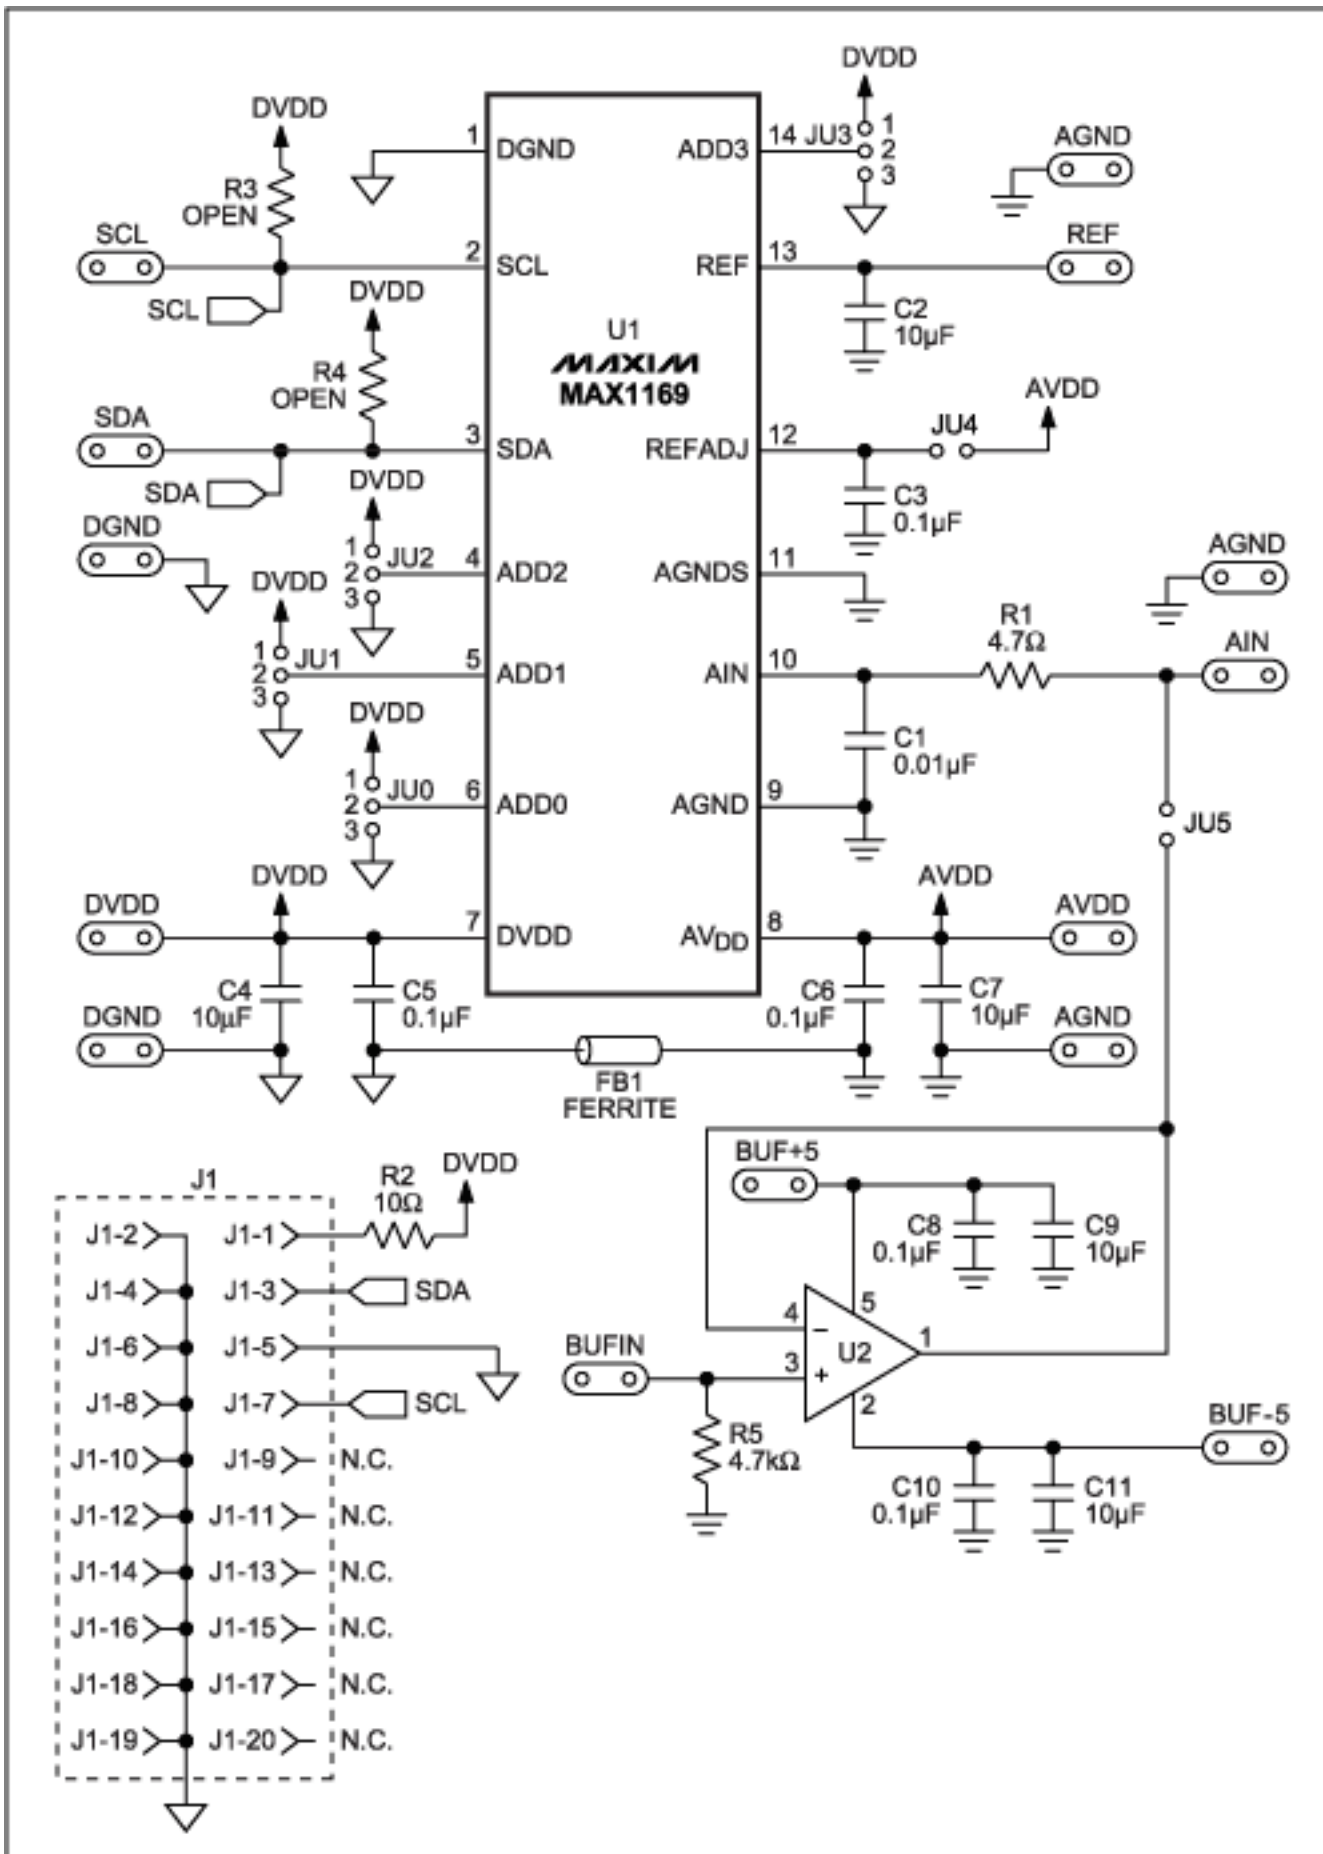 DVDD
DVDD
1 DGND
ADD3 14 JU3 1
2
3
AGND
R3
OPEN
SCL
2 SCL
REF 13
REF
SCL
DVDD
C2
10µF
U1
MAXIM
MAX1169
R4
OPEN
AVDD
SDA
3 SDA
REFADJ 12
JU4
SDA
DVDD
C3
0.1µF
DGND
1
2
3
JU2
4 ADD2
AGNDS 11
AGND
DVDD
R1
4.7Ω
1
2
3
JU1
5 ADD1
AIN 10
AIN
DVDD
C1
0.01µF
1
2
3
JU0
6 ADD0
AGND 9
JU5
DVDD
DVDD
7 DVDD
AVDD 8
AVDD
AVDD
C4
10µF
C5
0.1µF
C6
0.1µF
C7
10µF
DGND
AGND
FB1
FERRITE
J1
R2
10Ω
DVDD
BUF+5
J1-2 J1-1
C8
0.1µF
C9
10µF
J1-4 J1-3 SDA
J1-6 J1-5
BUFIN
4
−
5
U2
1
3
+
2
J1-8 J1-7 SCL
BUF-5
R5
4.7kΩ
J1-10 J1-9 N.C.
C10
0.1µF
C11
10µF
J1-12 J1-11 N.C.
J1-14 J1-13 N.C.
J1-16 J1-15 N.C.
J1-18 J1-17 N.C.
J1-19 J1-20 N.C.